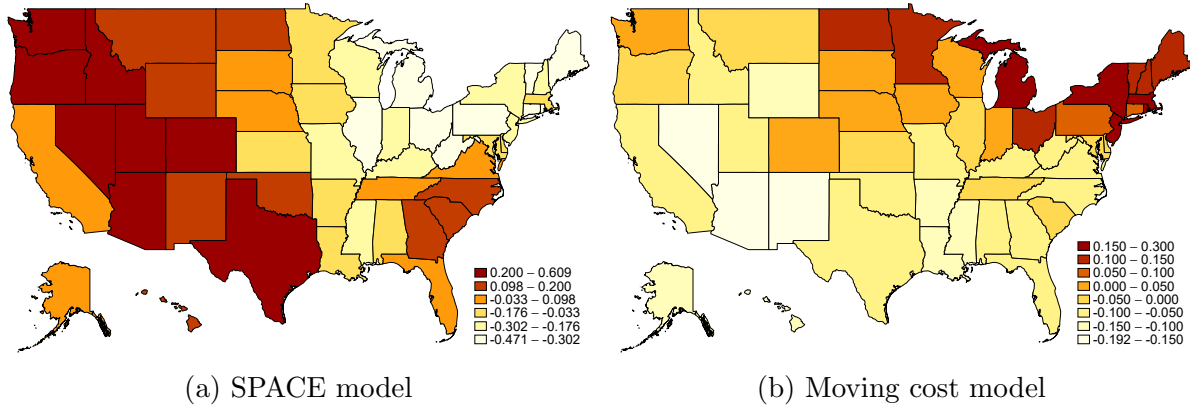 0.200 – 0.609
0.098 – 0.200
-0.033 – 0.098
-0.176 – -0.033
-0.302 – -0.176
-0.471 – -0.302
0.150 – 0.300
0.100 – 0.150
0.050 – 0.100
0.000 – 0.050
-0.050 – 0.000
-0.100 – -0.050
-0.150 – -0.100
-0.192 – -0.150
(a) SPACE model
(b) Moving cost model